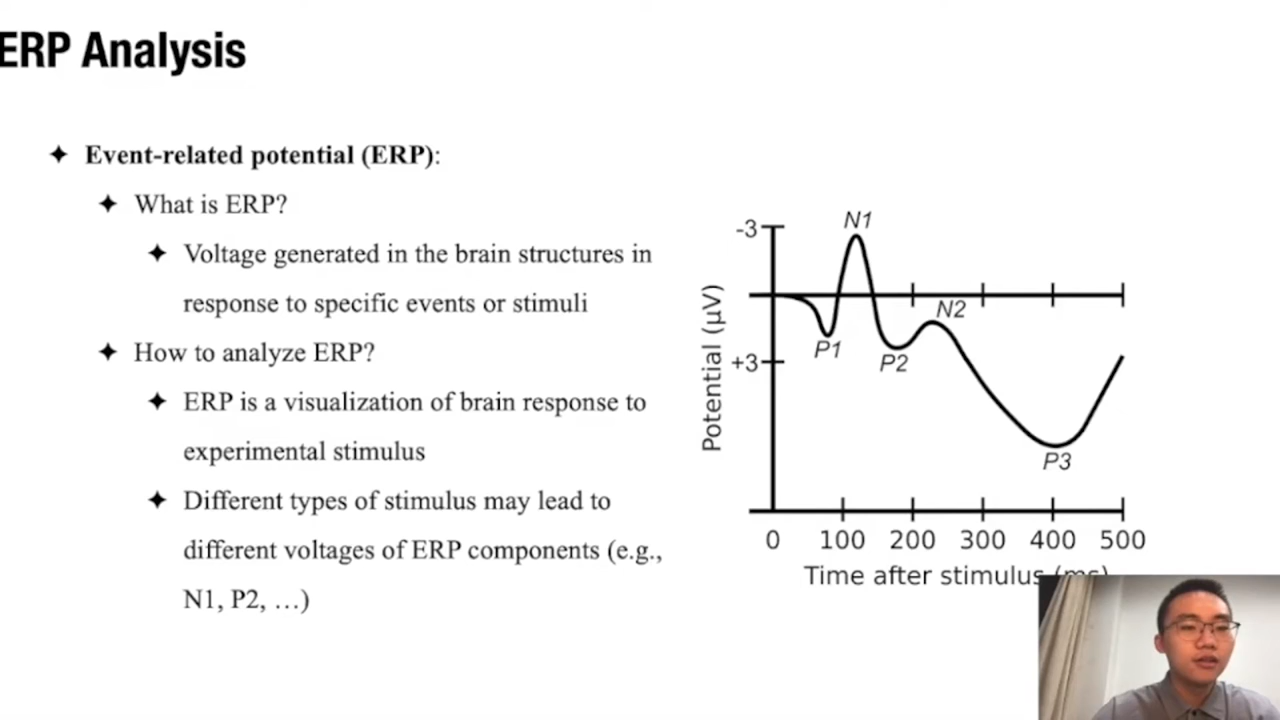 ERP Analysis
✦ Event-related potential (ERP):
✦ What is ERP?
✦ Voltage generated in the brain structures in
response to specific events or stimuli
✦ How to analyze ERP?
✦ ERP is a visualization of brain response to
experimental stimulus
✦ Different types of stimulus may lead to
different voltages of ERP components (e.g.,
N1, P2, …)
N1
-3
Potential (μV)
N2
P1
P2
+3
P3
0 100 200 300 400 500
Time after stimulus (ms)